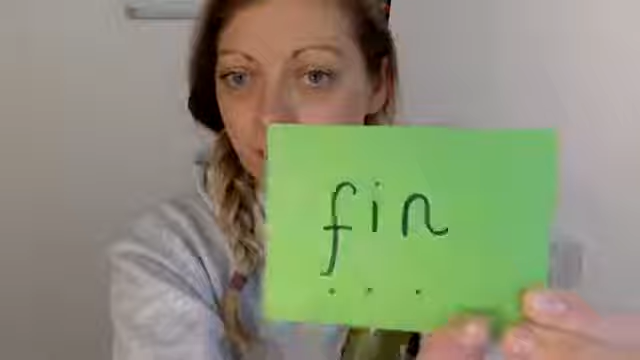 fin
. . .